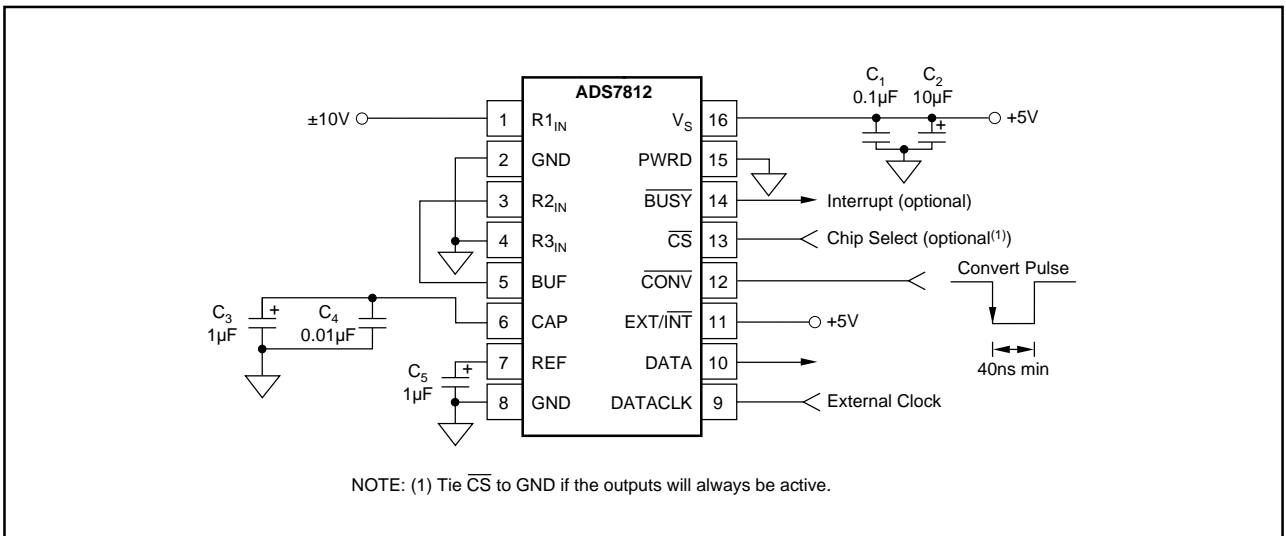 ADS7812
±10V
1 R1IN
2 GND
3 R2IN
4 R3IN
5 BUF
6 CAP
7 REF
8 GND
VS 16
PWRD 15
BUSY 14
CS 13
CONV 12
EXT/INT 11
DATA 10
DATACLK 9
C1
0.1µF
C2
10µF
+
+5V
Interrupt (optional)
Chip Select (optional(1))
Convert Pulse
40ns min
+5V
External Clock
C3
1µF
+
C4
0.01µF
C5
1µF
+
NOTE: (1) Tie CS to GND if the outputs will always be active.